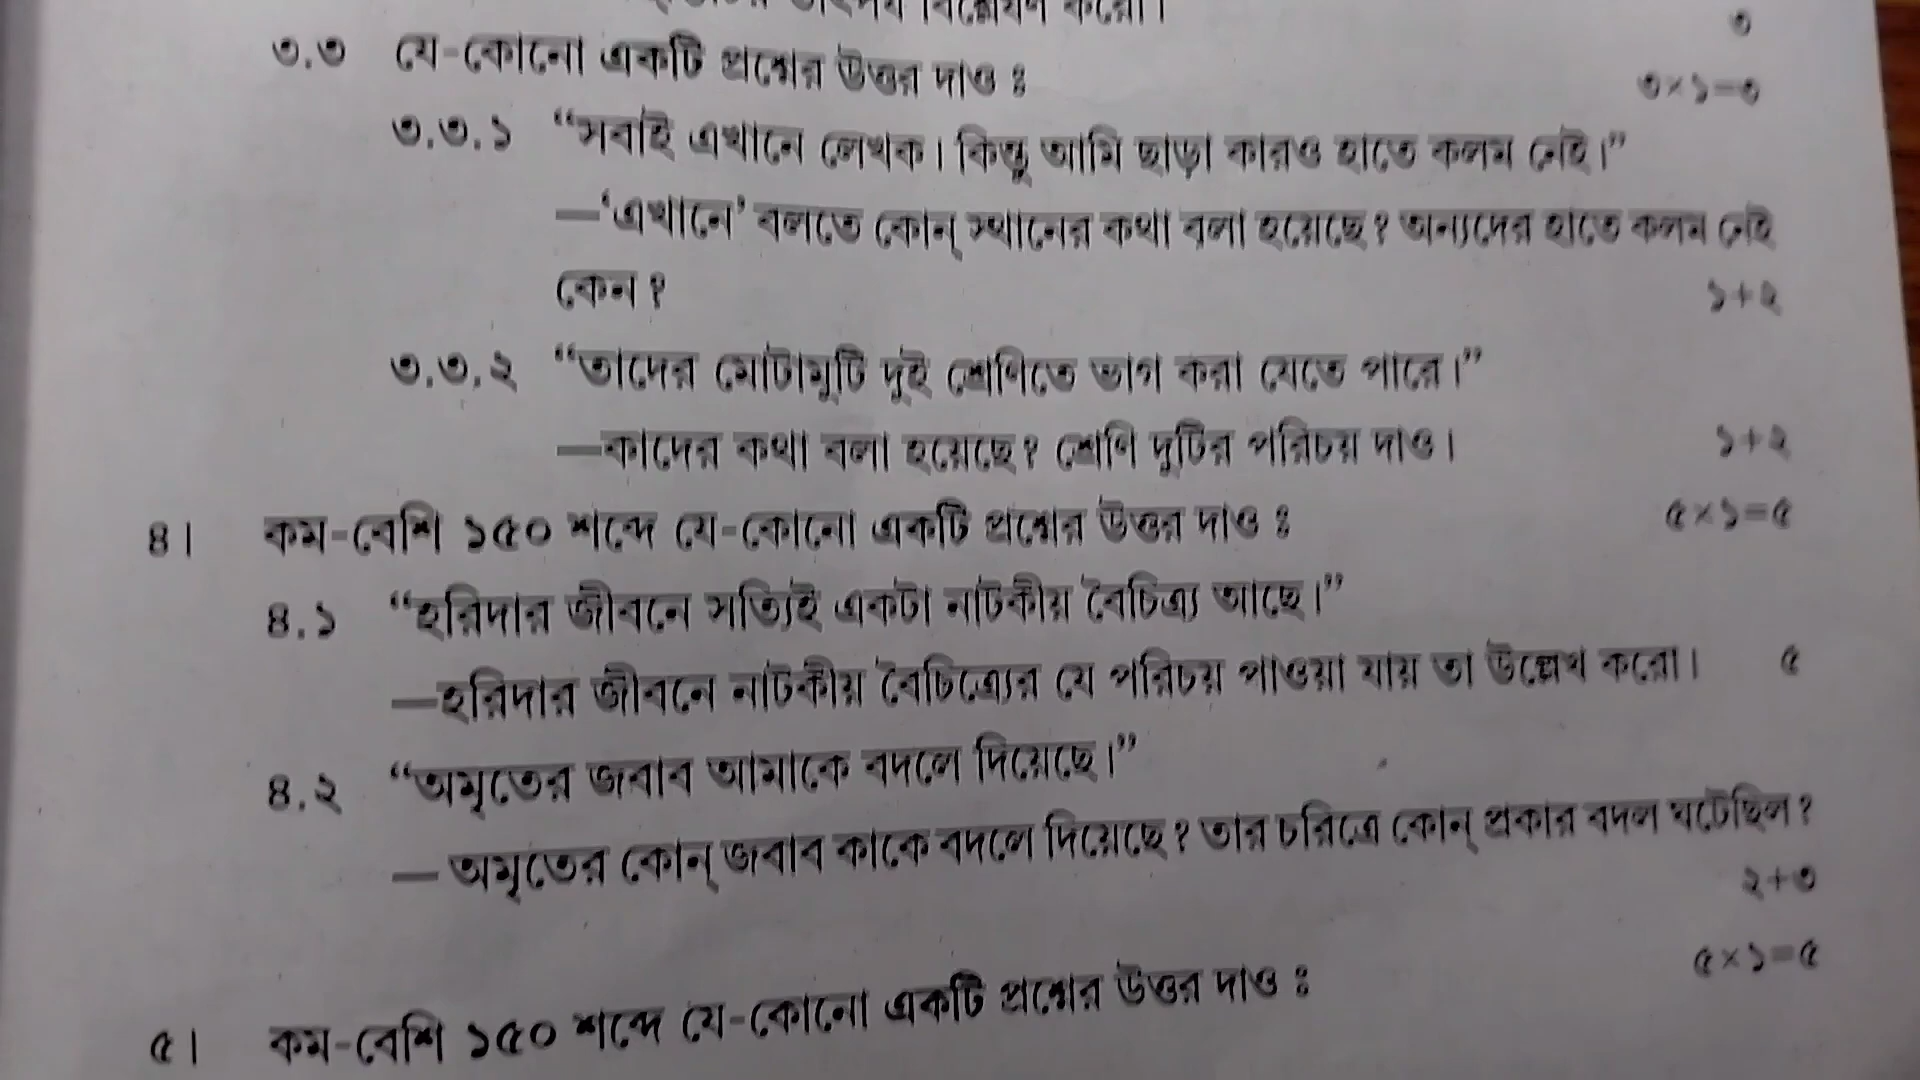 বিশ্লেষণ করো।
৩
৩.৩ যে-কোনো একটি প্রশ্নের উত্তর দাও ঃ ৩×১=৩
৩.৩.১ “সবাই এখানে লেখক। কিন্তু আমি ছাড়া কারও হাতে কলম নেই।”
—‘এখানে’ বলতে কোন্ স্থানের কথা বলা হয়েছে? অন্যদের হাতে কলম নেই
কেন? ১+২
৩.৩.২ “তাদের মোটামুটি দুই শ্রেণিতে ভাগ করা যেতে পারে।”
—কাদের কথা বলা হয়েছে? শ্রেণি দুটির পরিচয় দাও। ১+২
৪। কম-বেশি ১৫০ শব্দে যে-কোনো একটি প্রশ্নের উত্তর দাও ঃ ৫×১=৫
৪.১ “হরিদার জীবনে সত্যিই একটা নাটকীয় বৈচিত্র্য আছে।”
—হরিদার জীবনে নাটকীয় বৈচিত্র্যের যে পরিচয় পাওয়া যায় তা উল্লেখ করো। ৫
৪.২ “অমৃতের জবাব আমাকে বদলে দিয়েছে।”
— অমৃতের কোন্ জবাব কাকে বদলে দিয়েছে? তার চরিত্রে কোন্ প্রকার বদল ঘটেছিল?
২+৩
৫। কম-বেশি ১৫০ শব্দে যে-কোনো একটি প্রশ্নের উত্তর দাও ঃ ৫×১=৫